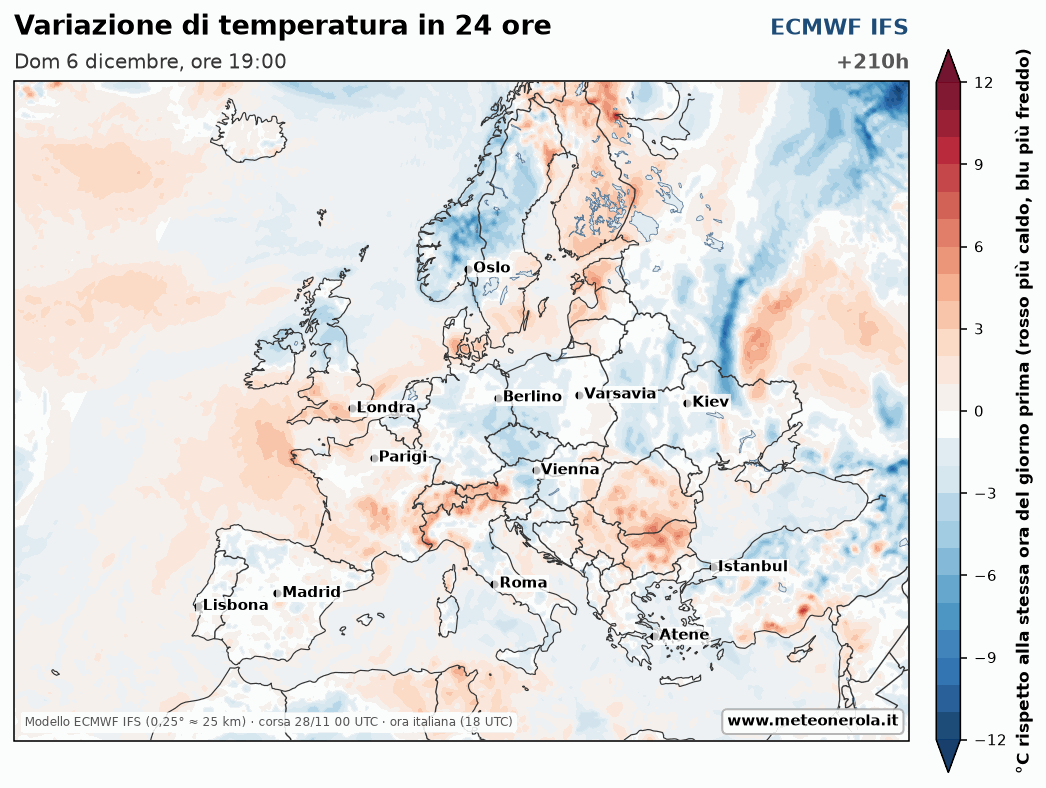 Variazione di temperatura in 24 ore
ECMWF IFS
Dom 6 dicembre, ore 19:00
+210h
Oslo
Berlino
Varsavia
Kiev
Londra
Parigi
Vienna
Istanbul
Roma
Madrid
Lisbona
Atene
Modello ECMWF IFS (0,25° ≈ 25 km) · corsa 28/11 00 UTC · ora italiana (18 UTC)
www.meteonerola.it
12
9
6
3
0
−3
−6
−9
−12
°C rispetto alla stessa ora del giorno prima (rosso più caldo, blu più freddo)